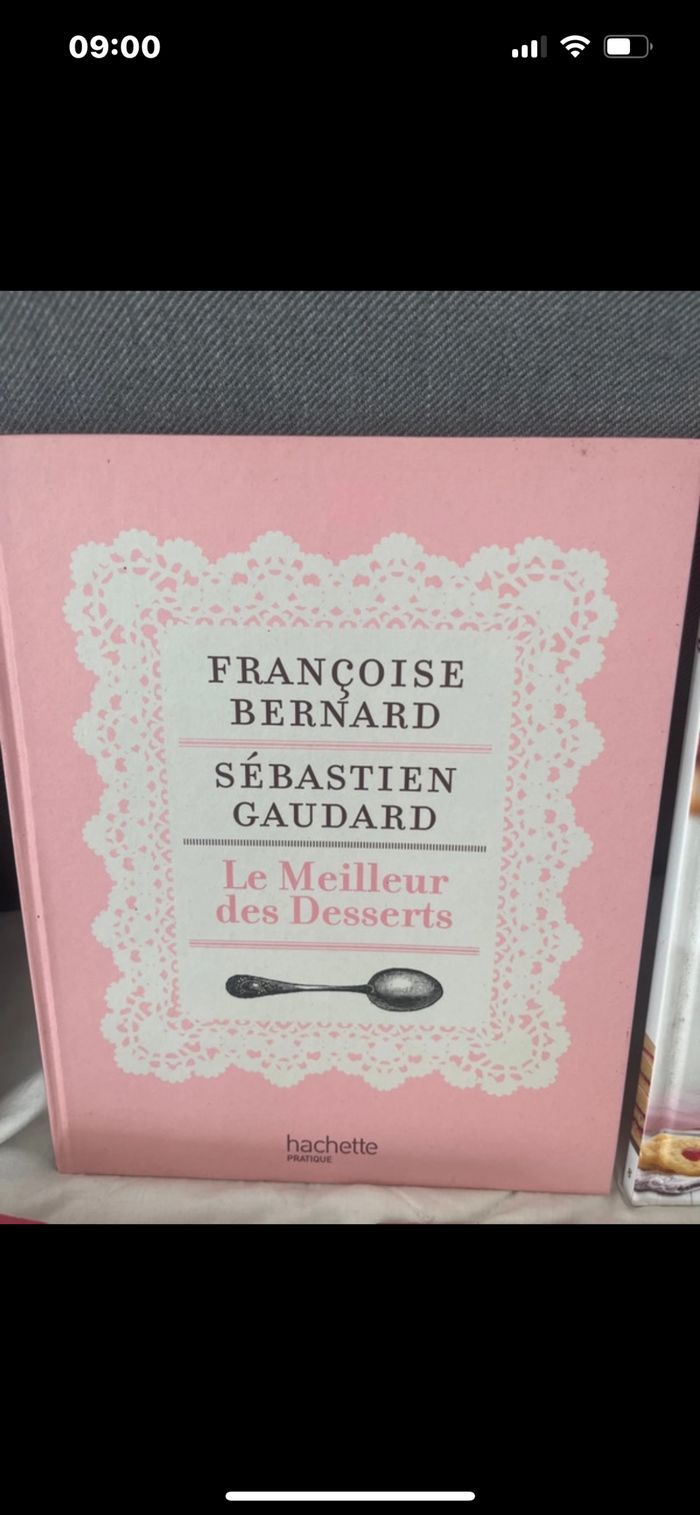 09:00
FRANÇOISE
BERNARD
SÉBASTIEN
GAUDARD
Le Meilleur
des Desserts
hachette
PRATIQUE